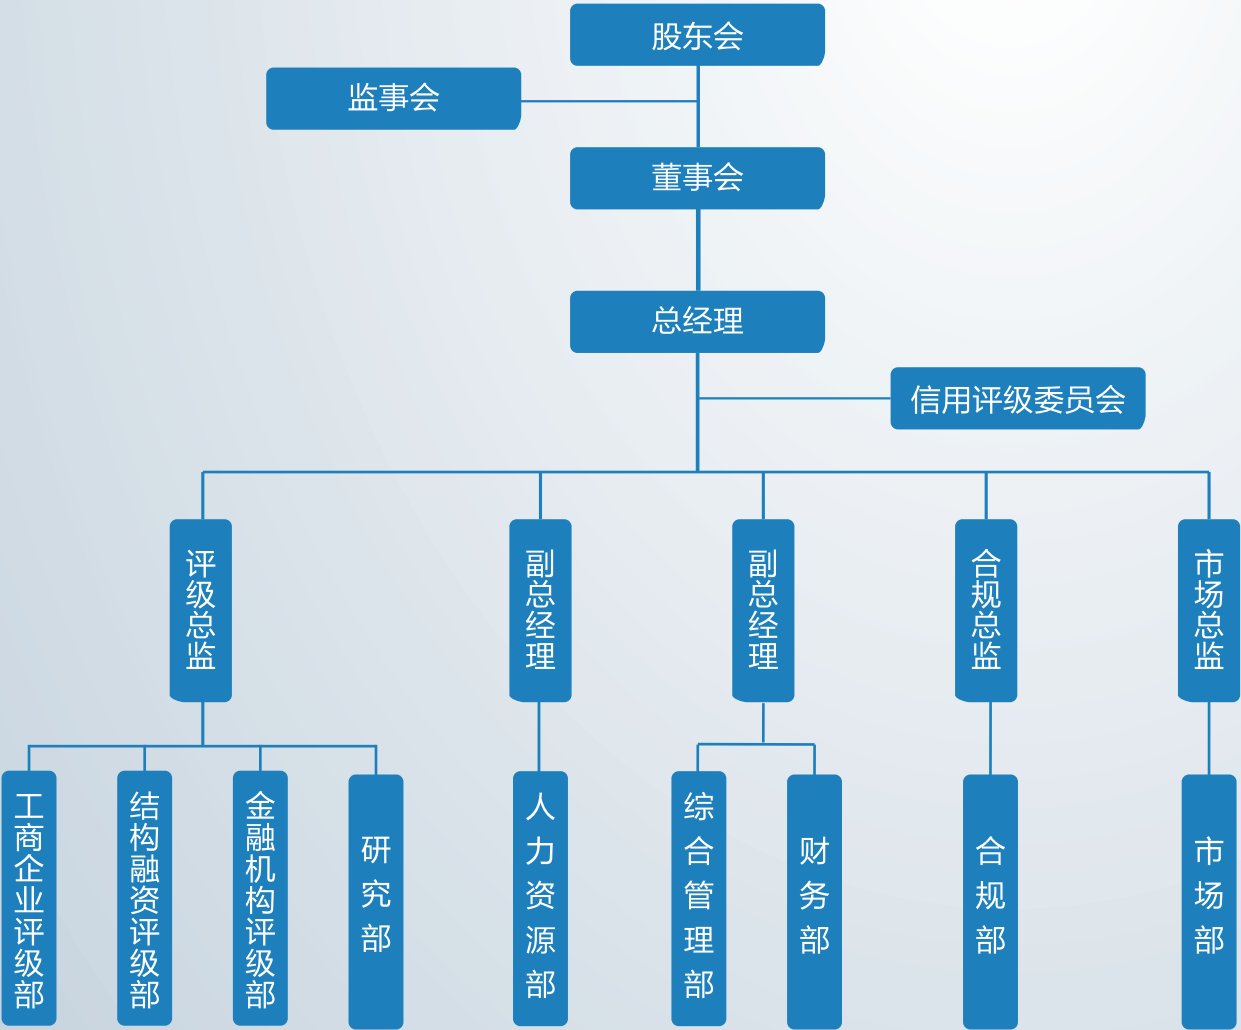 股东会
监事会
董事会
总经理
信用评级委员会
评级总监
副总经理
副总经理
合规总监
市场总监
工商企业评级部
结构融资评级部
金融机构评级部
研究部
人力资源部
综合管理部
财务部
合规部
市场部